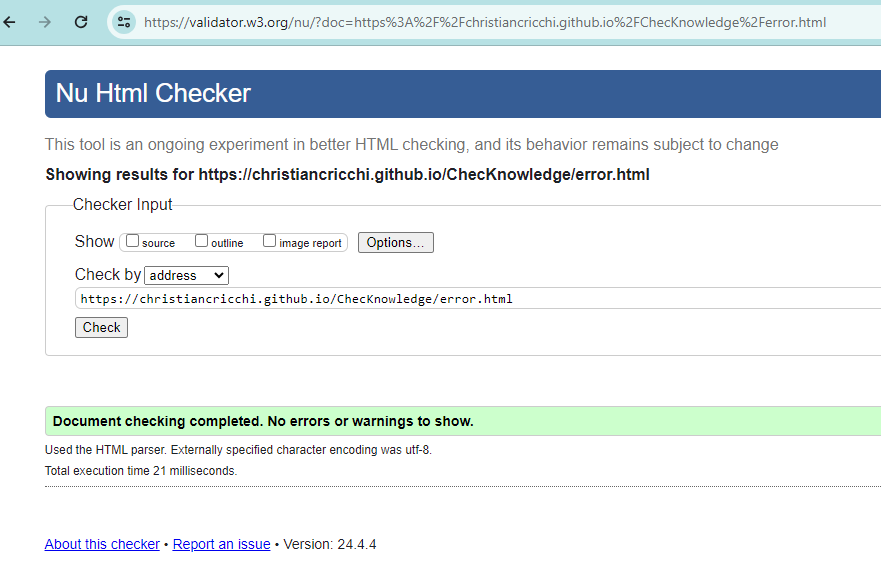 https://validator.w3.org/nu/?doc=https%3A%2F%2Fchristiancricchi.github.io%2FChecKnowledge%2Ferror.html
Nu Html Checker
This tool is an ongoing experiment in better HTML checking, and its behavior remains subject to change
Showing results for https://christiancricchi.github.io/ChecKnowledge/error.html
Checker Input
Show source outline image report Options...
Check by address
https://christiancricchi.github.io/ChecKnowledge/error.html
Check
Document checking completed. No errors or warnings to show.
Used the HTML parser. Externally specified character encoding was utf-8.
Total execution time 21 milliseconds.
About this checker • Report an issue • Version: 24.4.4